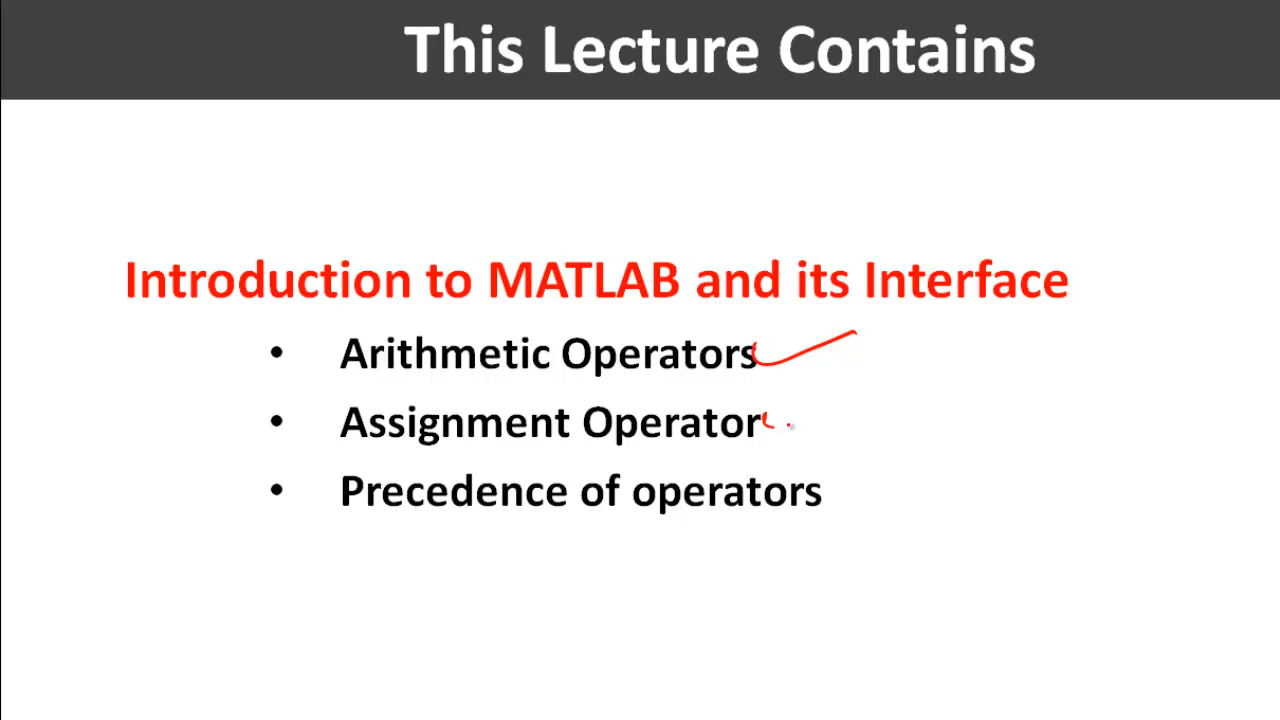 This Lecture Contains
Introduction to MATLAB and its Interface
• Arithmetic Operators
• Assignment Operator
• Precedence of operators